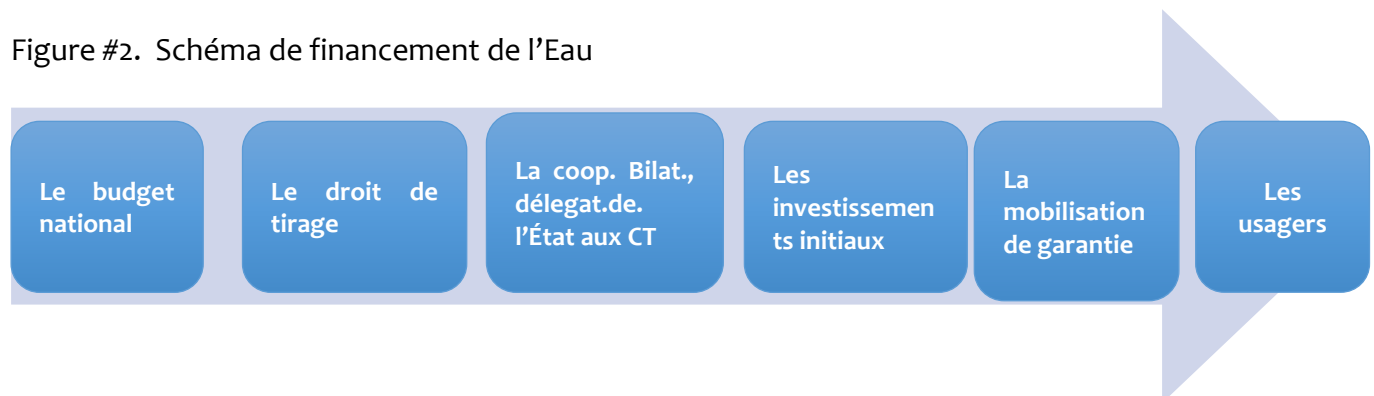 Figure #2. Schéma de financement de l’Eau
Le budget
national
Le droit de
tirage
La coop. Bilat.,
délegat.de.
l’État aux CT
Les
investissemen
ts initiaux
La
mobilisation
de garantie
Les
usagers